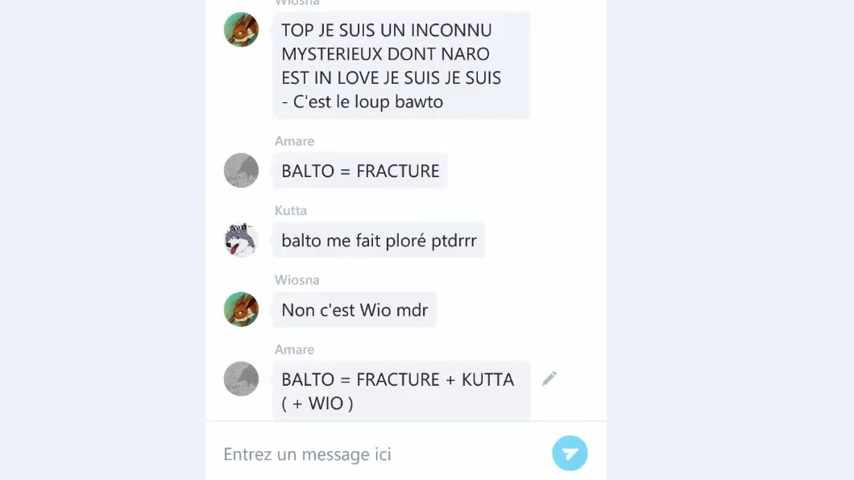 Wiosna
TOP JE SUIS UN INCONNU
MYSTERIEUX DONT NARO
EST IN LOVE JE SUIS JE SUIS
- C'est le loup bawto
Amare
BALTO = FRACTURE
Kutta
balto me fait ploré ptdrrr
Wiosna
Non c'est Wio mdr
Amare
BALTO = FRACTURE + KUTTA
( + WIO )
Entrez un message ici